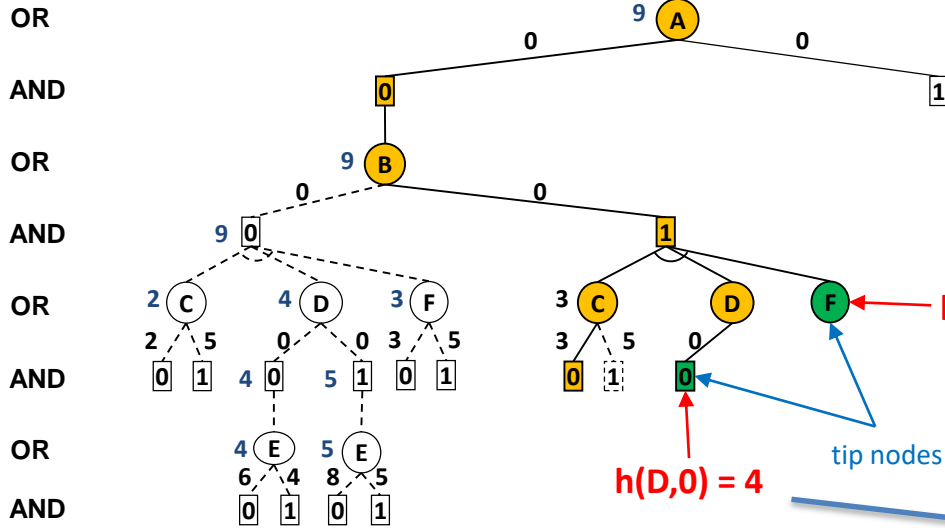 OR 9 A
0 0
AND 0 1
OR 9 B
0 0
AND 9 0 1
OR 2 C 4 D 3 F 3 C D F
2 5 0 0 3 5 3 5 0
AND 0 1 4 0 5 1 0 1 0 1 0
OR 4 E 5 E tip nodes
6 4 8 5 h(D,0) = 4
AND 0 1 0 1